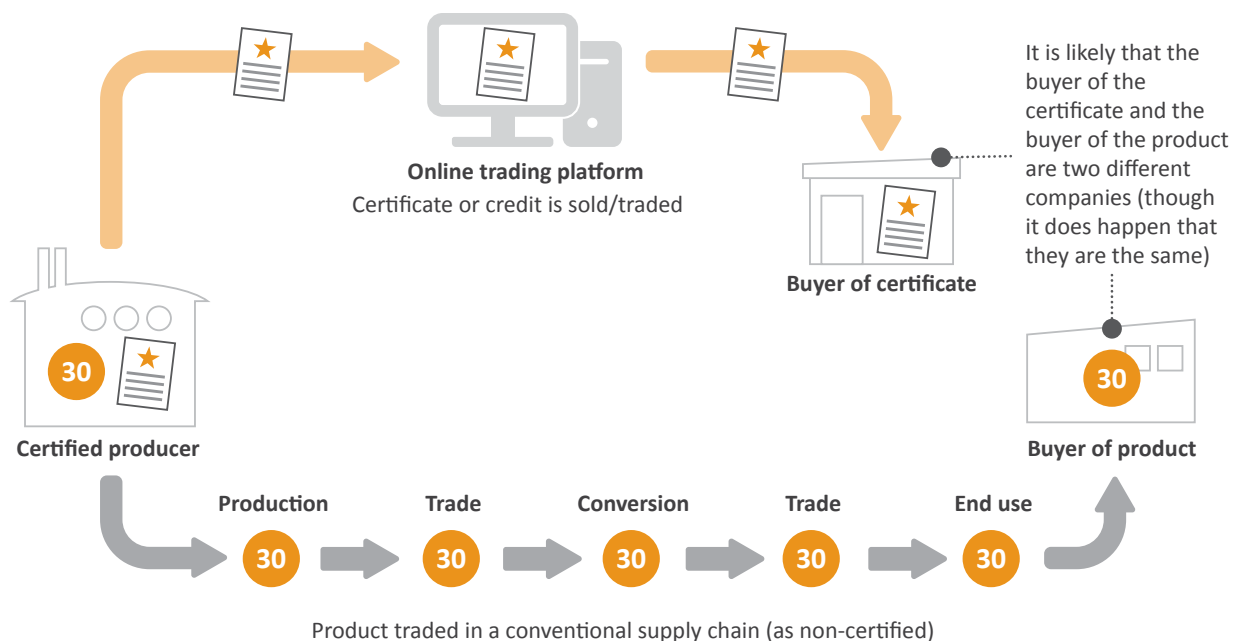 It is likely that the
buyer of the
certificate and the
buyer of the product
are two different
companies (though
it does happen that
they are the same)
Online trading platform
Certificate or credit is sold/traded
Buyer of certificate
30
30
Certified producer
Buyer of product
Production
Trade
Conversion
Trade
End use
30
30
30
30
30
Product traded in a conventional supply chain (as non-certified)